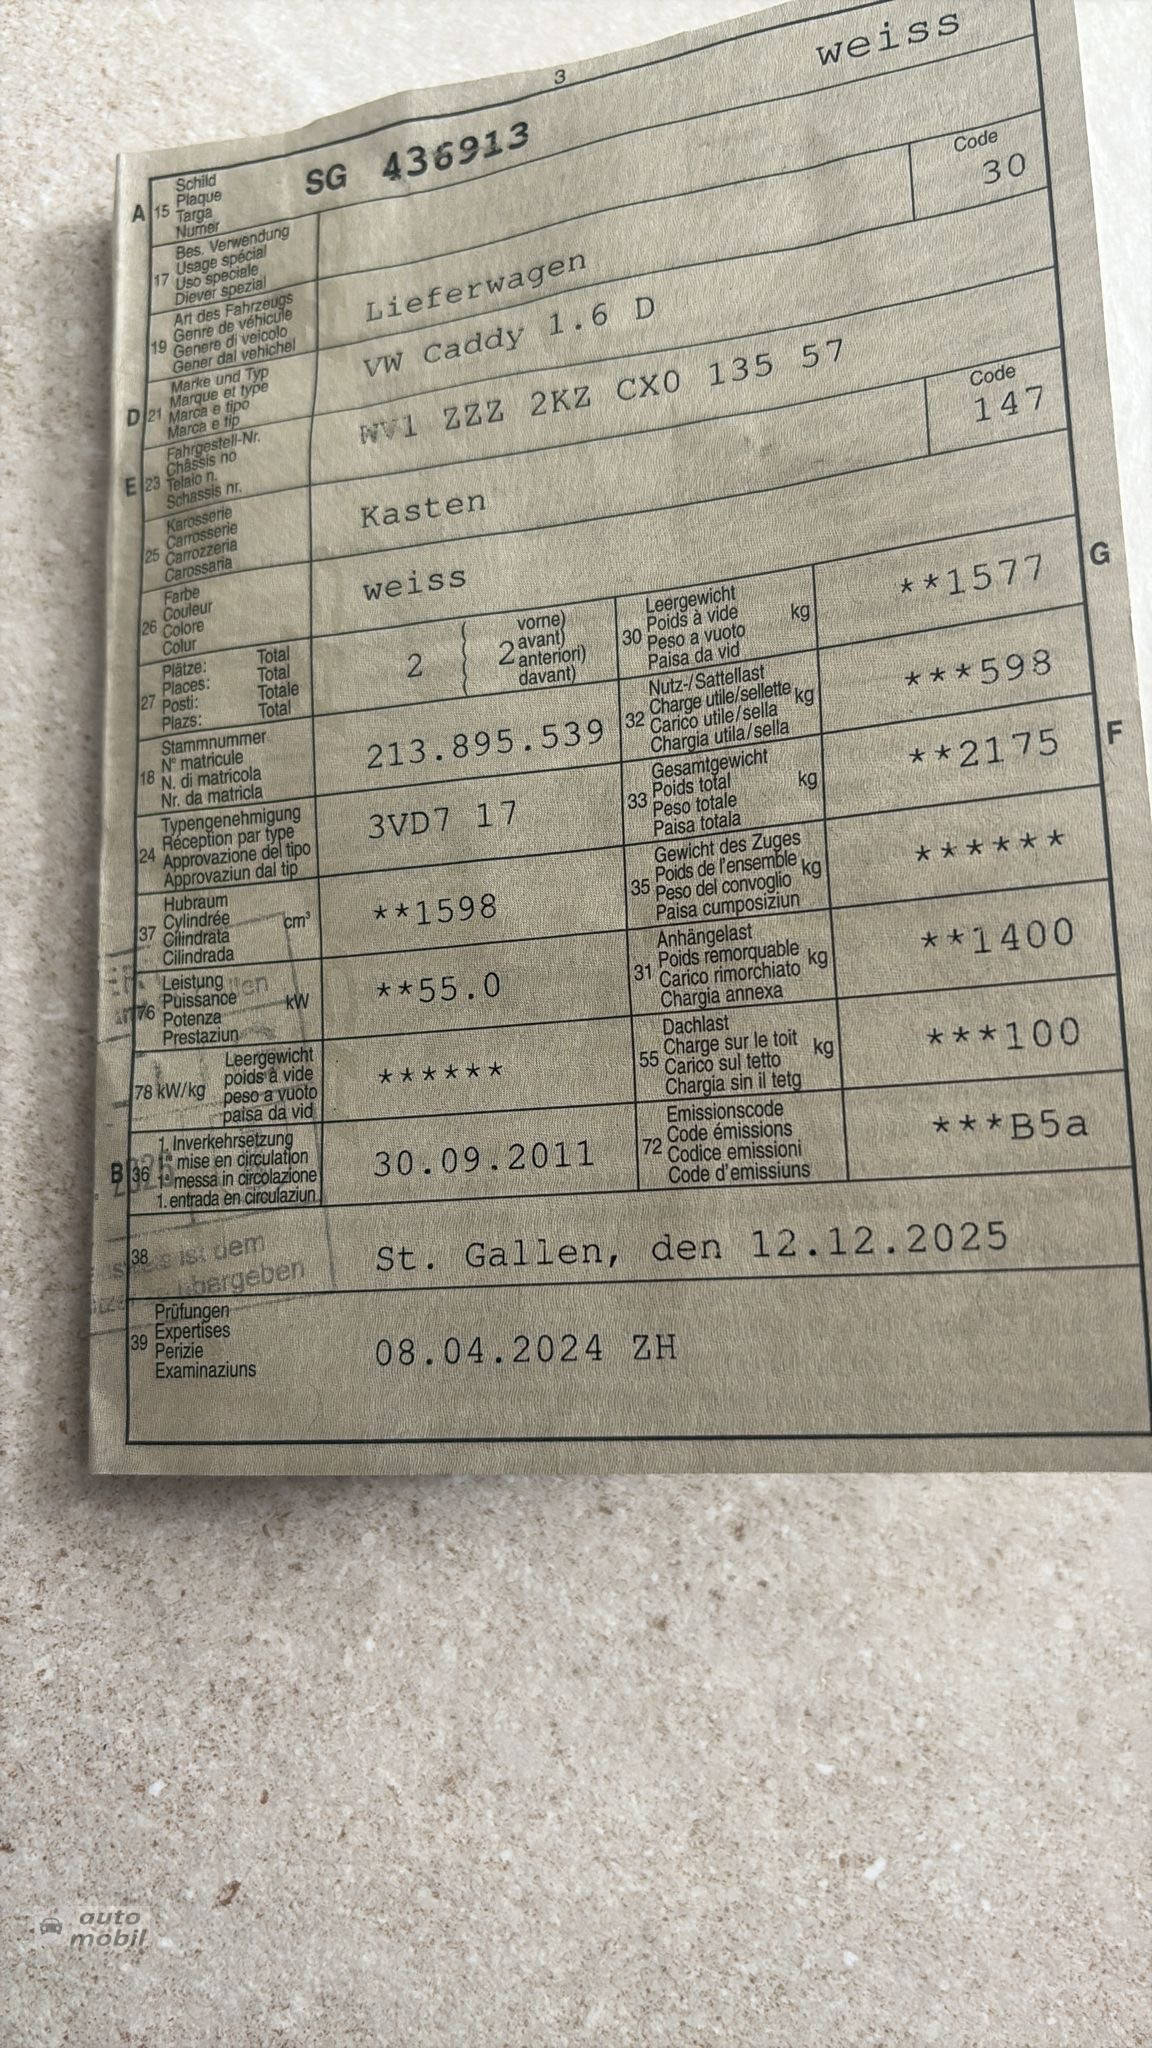 3
A 15 Schild Plaque Targa Numer SG 436913 weiss
17 Bes. Verwendung Usage spécial Uso speciale Diever spezial
19 Art des Fahrzeugs Genre de véhicule Genere di veicolo Gener dal vehichel Lieferwagen Code 30
D 21 Marke und Typ Marque et type Marca e tipo Marca e tip VW Caddy 1.6 D
E 23 Fahrgestell-Nr. Châssis no Telaio n. Schassis nr. WV1 ZZZ 2KZ CX0 135 57
25 Karosserie Carrosserie Carrozzeria Carossaria Kasten Code 147
26 Farbe Couleur Colore Colur weiss
27 Plätze: Total Places: Total Posti: Totale Plazs: Total 2 ( 2 vorne) avant) anteriori) davant)
30 Leergewicht Poids à vide Peso a vuoto Paisa da vid kg **1577 G
18 Stammnummer N° matricule N. di matricola Nr. da matricla 213.895.539
32 Nutz-/Sattellast Charge utile/sellette Carico utile/sella Chargia utila/sella kg ***598
24 Typengenehmigung Réception par type Approvazione del tipo Approvaziun dal tip 3VD7 17
33 Gesamtgewicht Poids total Peso totale Paisa totala kg **2175 F
37 Hubraum Cylindrée Cilindrata Cilindrada cm³ **1598
35 Gewicht des Zuges Poids de l'ensemble Peso del convoglio Paisa cumposiziun kg ******
76 Leistung Puissance Potenza Prestaziun kW **55.0
31 Anhängelast Poids remorquable Carico rimorchiato Chargia annexa kg **1400
78 kW/kg Leergewicht poids à vide peso a vuoto paisa da vid ******
55 Dachlast Charge sur le toit Carico sul tetto Chargia sin il tetg kg ***100
B 36 1. Inverkehrsetzung 1re mise en circulation 1a messa in circolazione 1. entrada en circulaziun 30.09.2011
72 Emissionscode Code émissions Codice emissioni Code d'emissiuns ***B5a
38 St. Gallen, den 12.12.2025
ist dem
übergeben
39 Prüfungen Expertises Perizie Examinaziuns 08.04.2024 ZH
auto
mobil